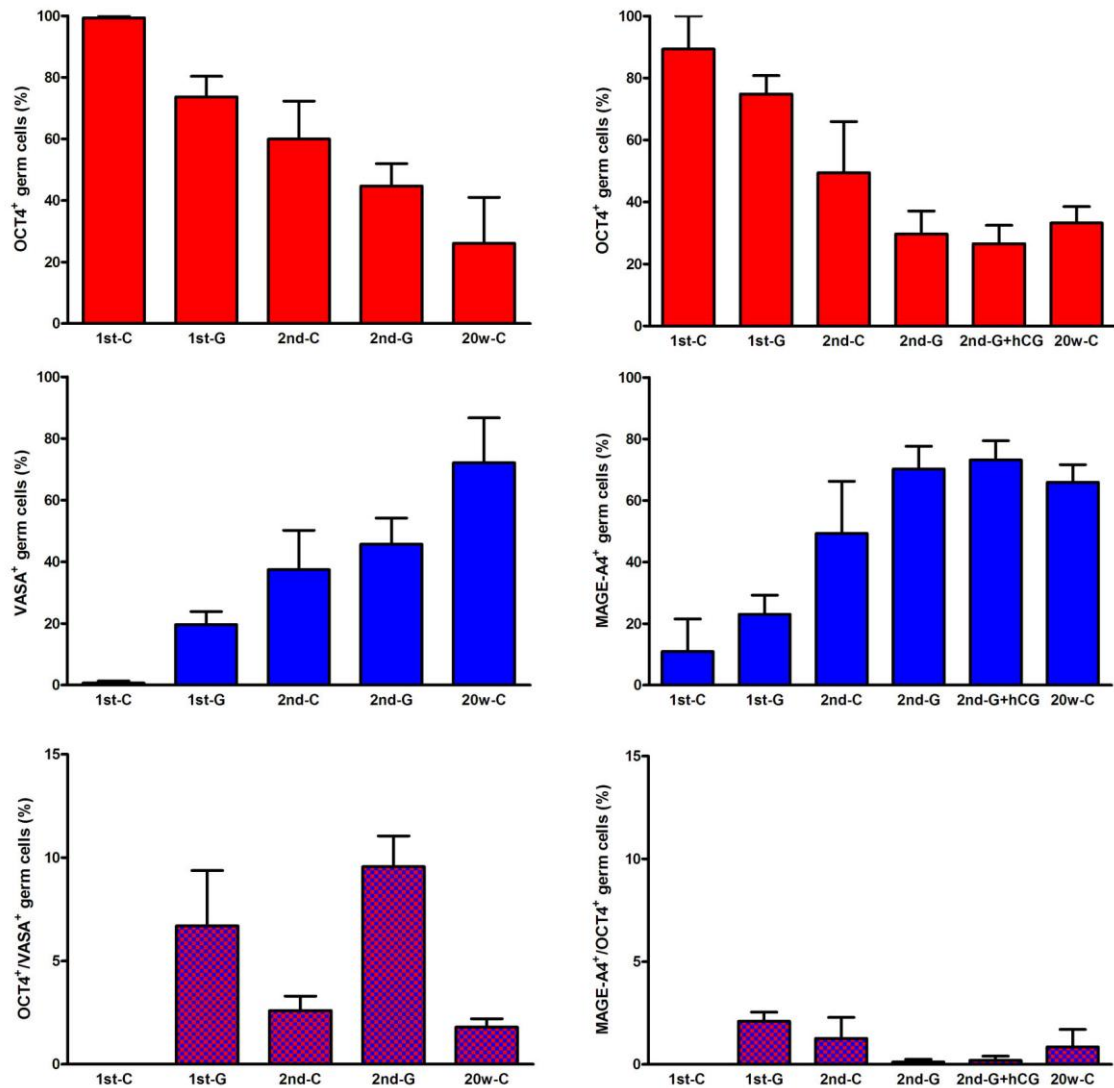 OCT4+ germ cells (%)
100
80
60
40
20
0
1st-C 1st-G 2nd-C 2nd-G 20w-C
OCT4+ germ cells (%)
100
80
60
40
20
0
1st-C 1st-G 2nd-C 2nd-G 2nd-G+hCG 20w-C
VASA+ germ cells (%)
100
80
60
40
20
0
1st-C 1st-G 2nd-C 2nd-G 20w-C
MAGE-A4+ germ cells (%)
100
80
60
40
20
0
1st-C 1st-G 2nd-C 2nd-G 2nd-G+hCG 20w-C
OCT4+/VASA+ germ cells (%)
15
10
5
0
1st-C 1st-G 2nd-C 2nd-G 20w-C
MAGE-A4+/OCT4+ germ cells (%)
15
10
5
0
1st-C 1st-G 2nd-C 2nd-G 2nd-G+hCG 20w-C